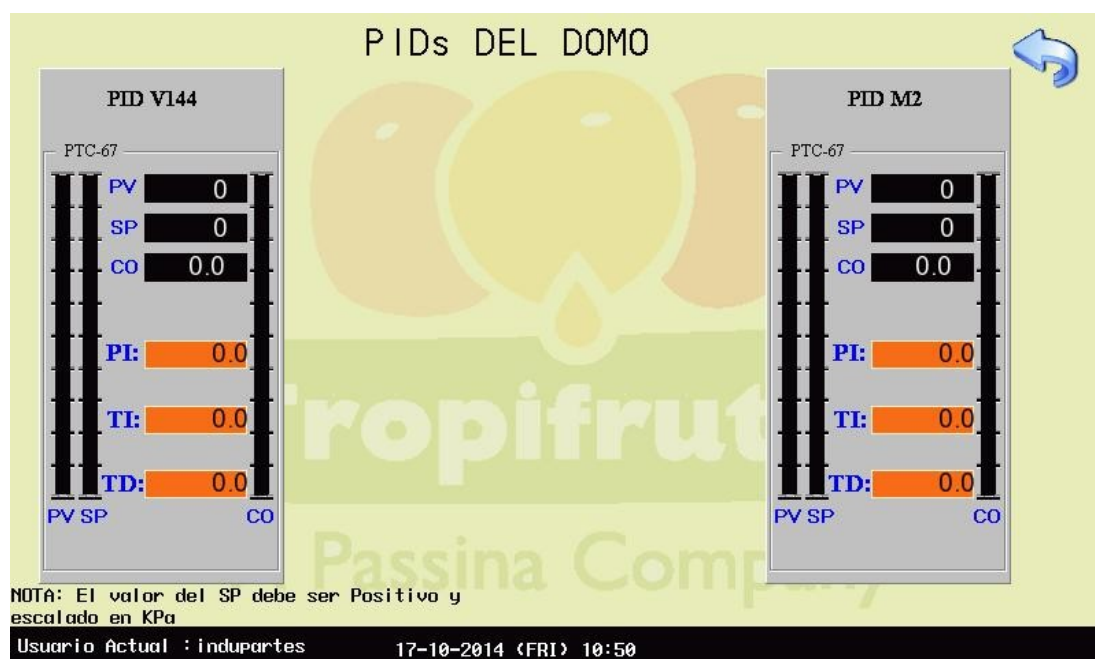 PIDs DEL DOMO
PID V144
PTC-67
PV 0
SP 0
CO 0.0
PI: 0.0
TI: 0.0
TD: 0.0
PV SP CO
PID M2
PTC-67
PV 0
SP 0
CO 0.0
PI: 0.0
TI: 0.0
TD: 0.0
PV SP CO
Tropifrut
Passina Company
NOTA: El valor del SP debe ser Positivo y
escalado en KPa
Usuario Actual : indupartes 17-10-2014 (FRI) 10:50